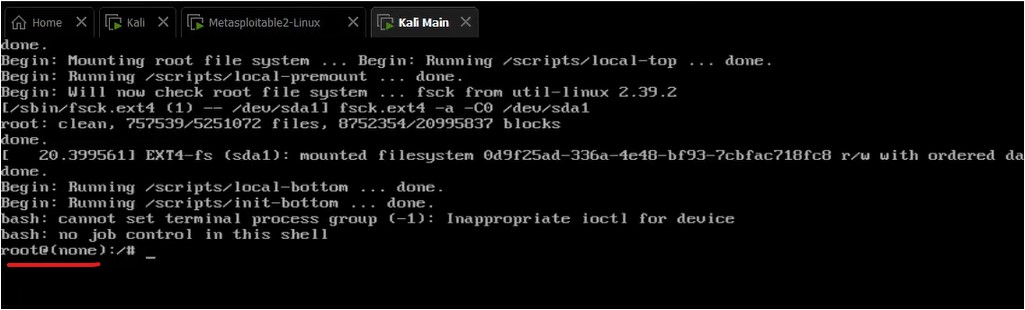 Home Kali Metasploitable2-Linux Kali Main
done.
Begin: Mounting root file system ... Begin: Running /scripts/local-top ... done.
Begin: Running /scripts/local-premount ... done.
Begin: Will now check root file system ... fsck from util-linux 2.39.2
[/sbin/fsck.ext4 (1) -- /dev/sda1] fsck.ext4 -a -C0 /dev/sda1
root: clean, 757539/5251072 files, 8752354/20995837 blocks
done.
[   20.399561] EXT4-fs (sda1): mounted filesystem 0d9f25ad-336a-4e48-bf93-7cbfac718fc8 r/w with ordered da
done.
Begin: Running /scripts/local-bottom ... done.
Begin: Running /scripts/init-bottom ... done.
bash: cannot set terminal process group (-1): Inappropriate ioctl for device
bash: no job control in this shell
root@(none):/# _